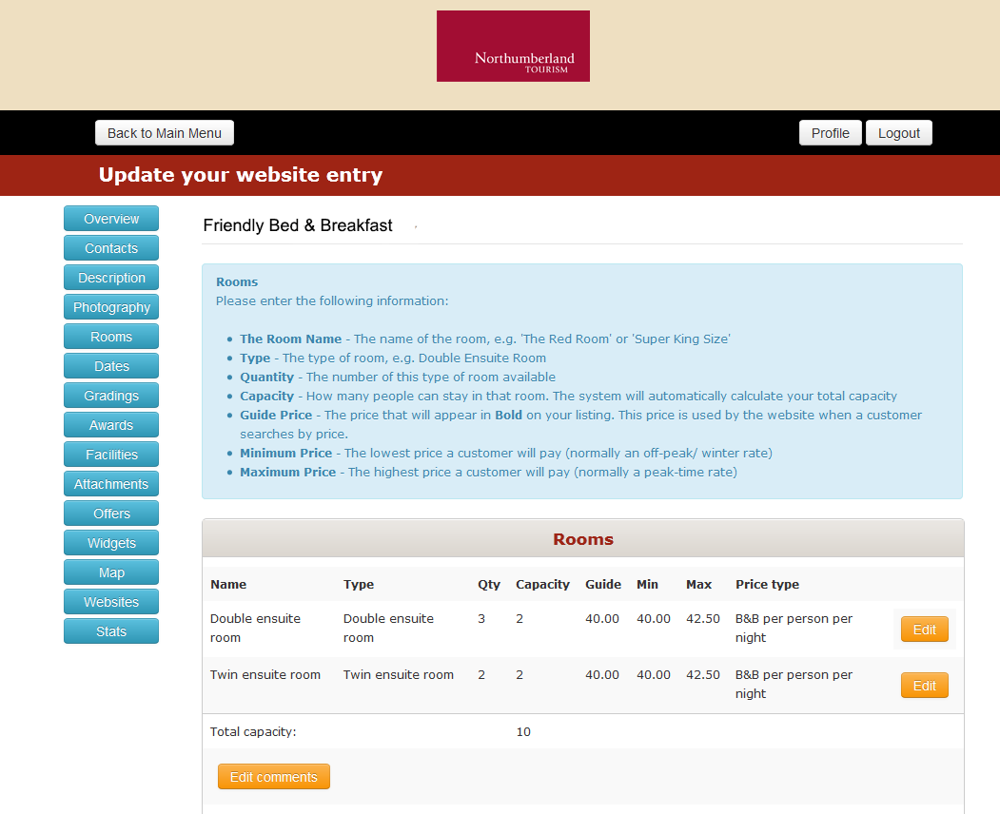 Northumberland
TOURISM
Back to Main Menu
Profile
Logout
Update your website entry
Overview
Contacts
Description
Photography
Rooms
Dates
Gradings
Awards
Facilities
Attachments
Offers
Widgets
Map
Websites
Stats
Friendly Bed & Breakfast
Rooms
Please enter the following information:
• The Room Name - The name of the room, e.g. 'The Red Room' or 'Super King Size'
• Type - The type of room, e.g. Double Ensuite Room
• Quantity - The number of this type of room available
• Capacity - How many people can stay in that room. The system will automatically calculate your total capacity
• Guide Price - The price that will appear in Bold on your listing. This price is used by the website when a customer
searches by price.
• Minimum Price - The lowest price a customer will pay (normally an off-peak/ winter rate)
• Maximum Price - The highest price a customer will pay (normally a peak-time rate)
Rooms
Name Type Qty Capacity Guide Min Max Price type
Double ensuite Double ensuite 3 2 40.00 40.00 42.50 B&B per person per
room room night
Edit
Twin ensuite room Twin ensuite room 2 2 40.00 40.00 42.50 B&B per person per
night
Edit
Total capacity: 10
Edit comments